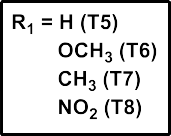 R₁ = H (T5)
OCH₃ (T6)
CH₃ (T7)
NO₂ (T8)